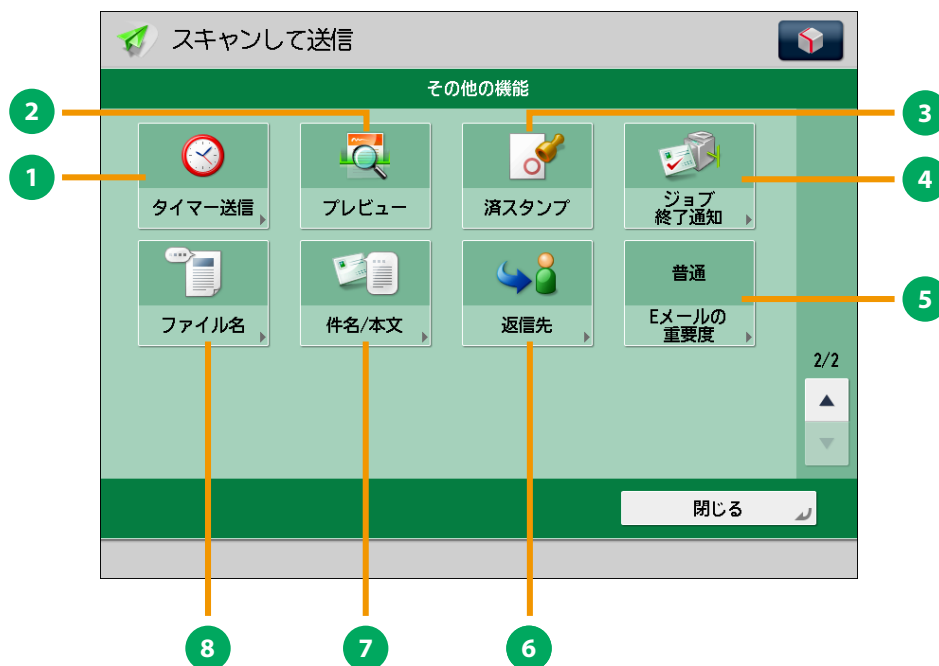 スキャンして送信
その他の機能
2
3
1
4
タイマー送信
プレビュー
済スタンプ
ジョブ
終了通知
普通
5
ファイル名
件名/本文
返信先
Eメールの
重要度
2/2
閉じる
8
7
6